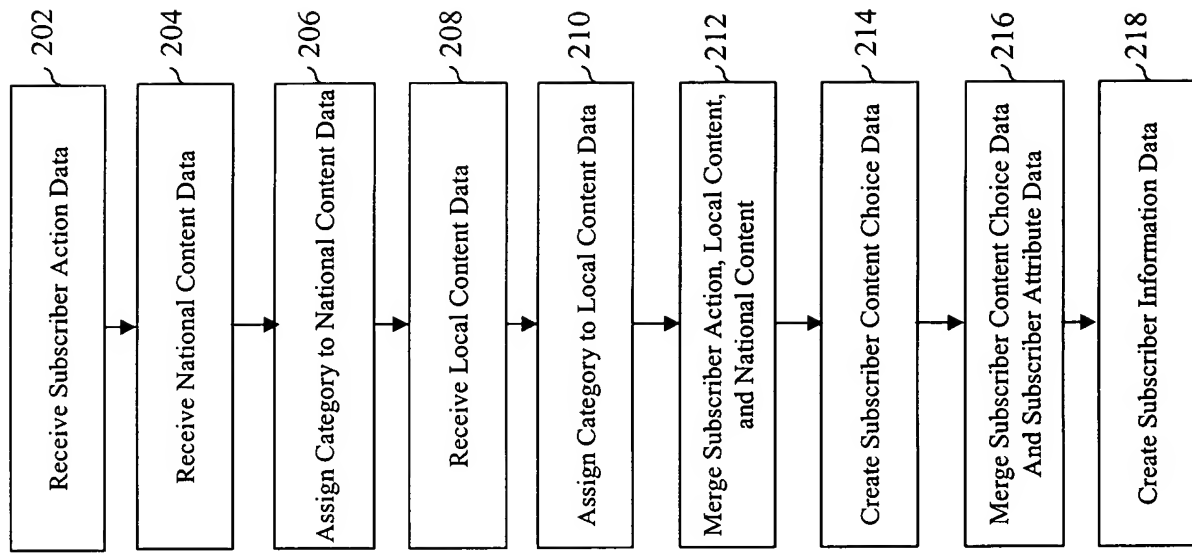 Receive Subscriber Action Data
202
Receive National Content Data
204
Assign Category to National Content Data
206
Receive Local Content Data
208
Assign Category to Local Content Data
210
Merge Subscriber Action, Local Content,
and National Content
212
Create Subscriber Content Choice Data
214
Merge Subscriber Content Choice Data
And Subscriber Attribute Data
216
Create Subscriber Information Data
218